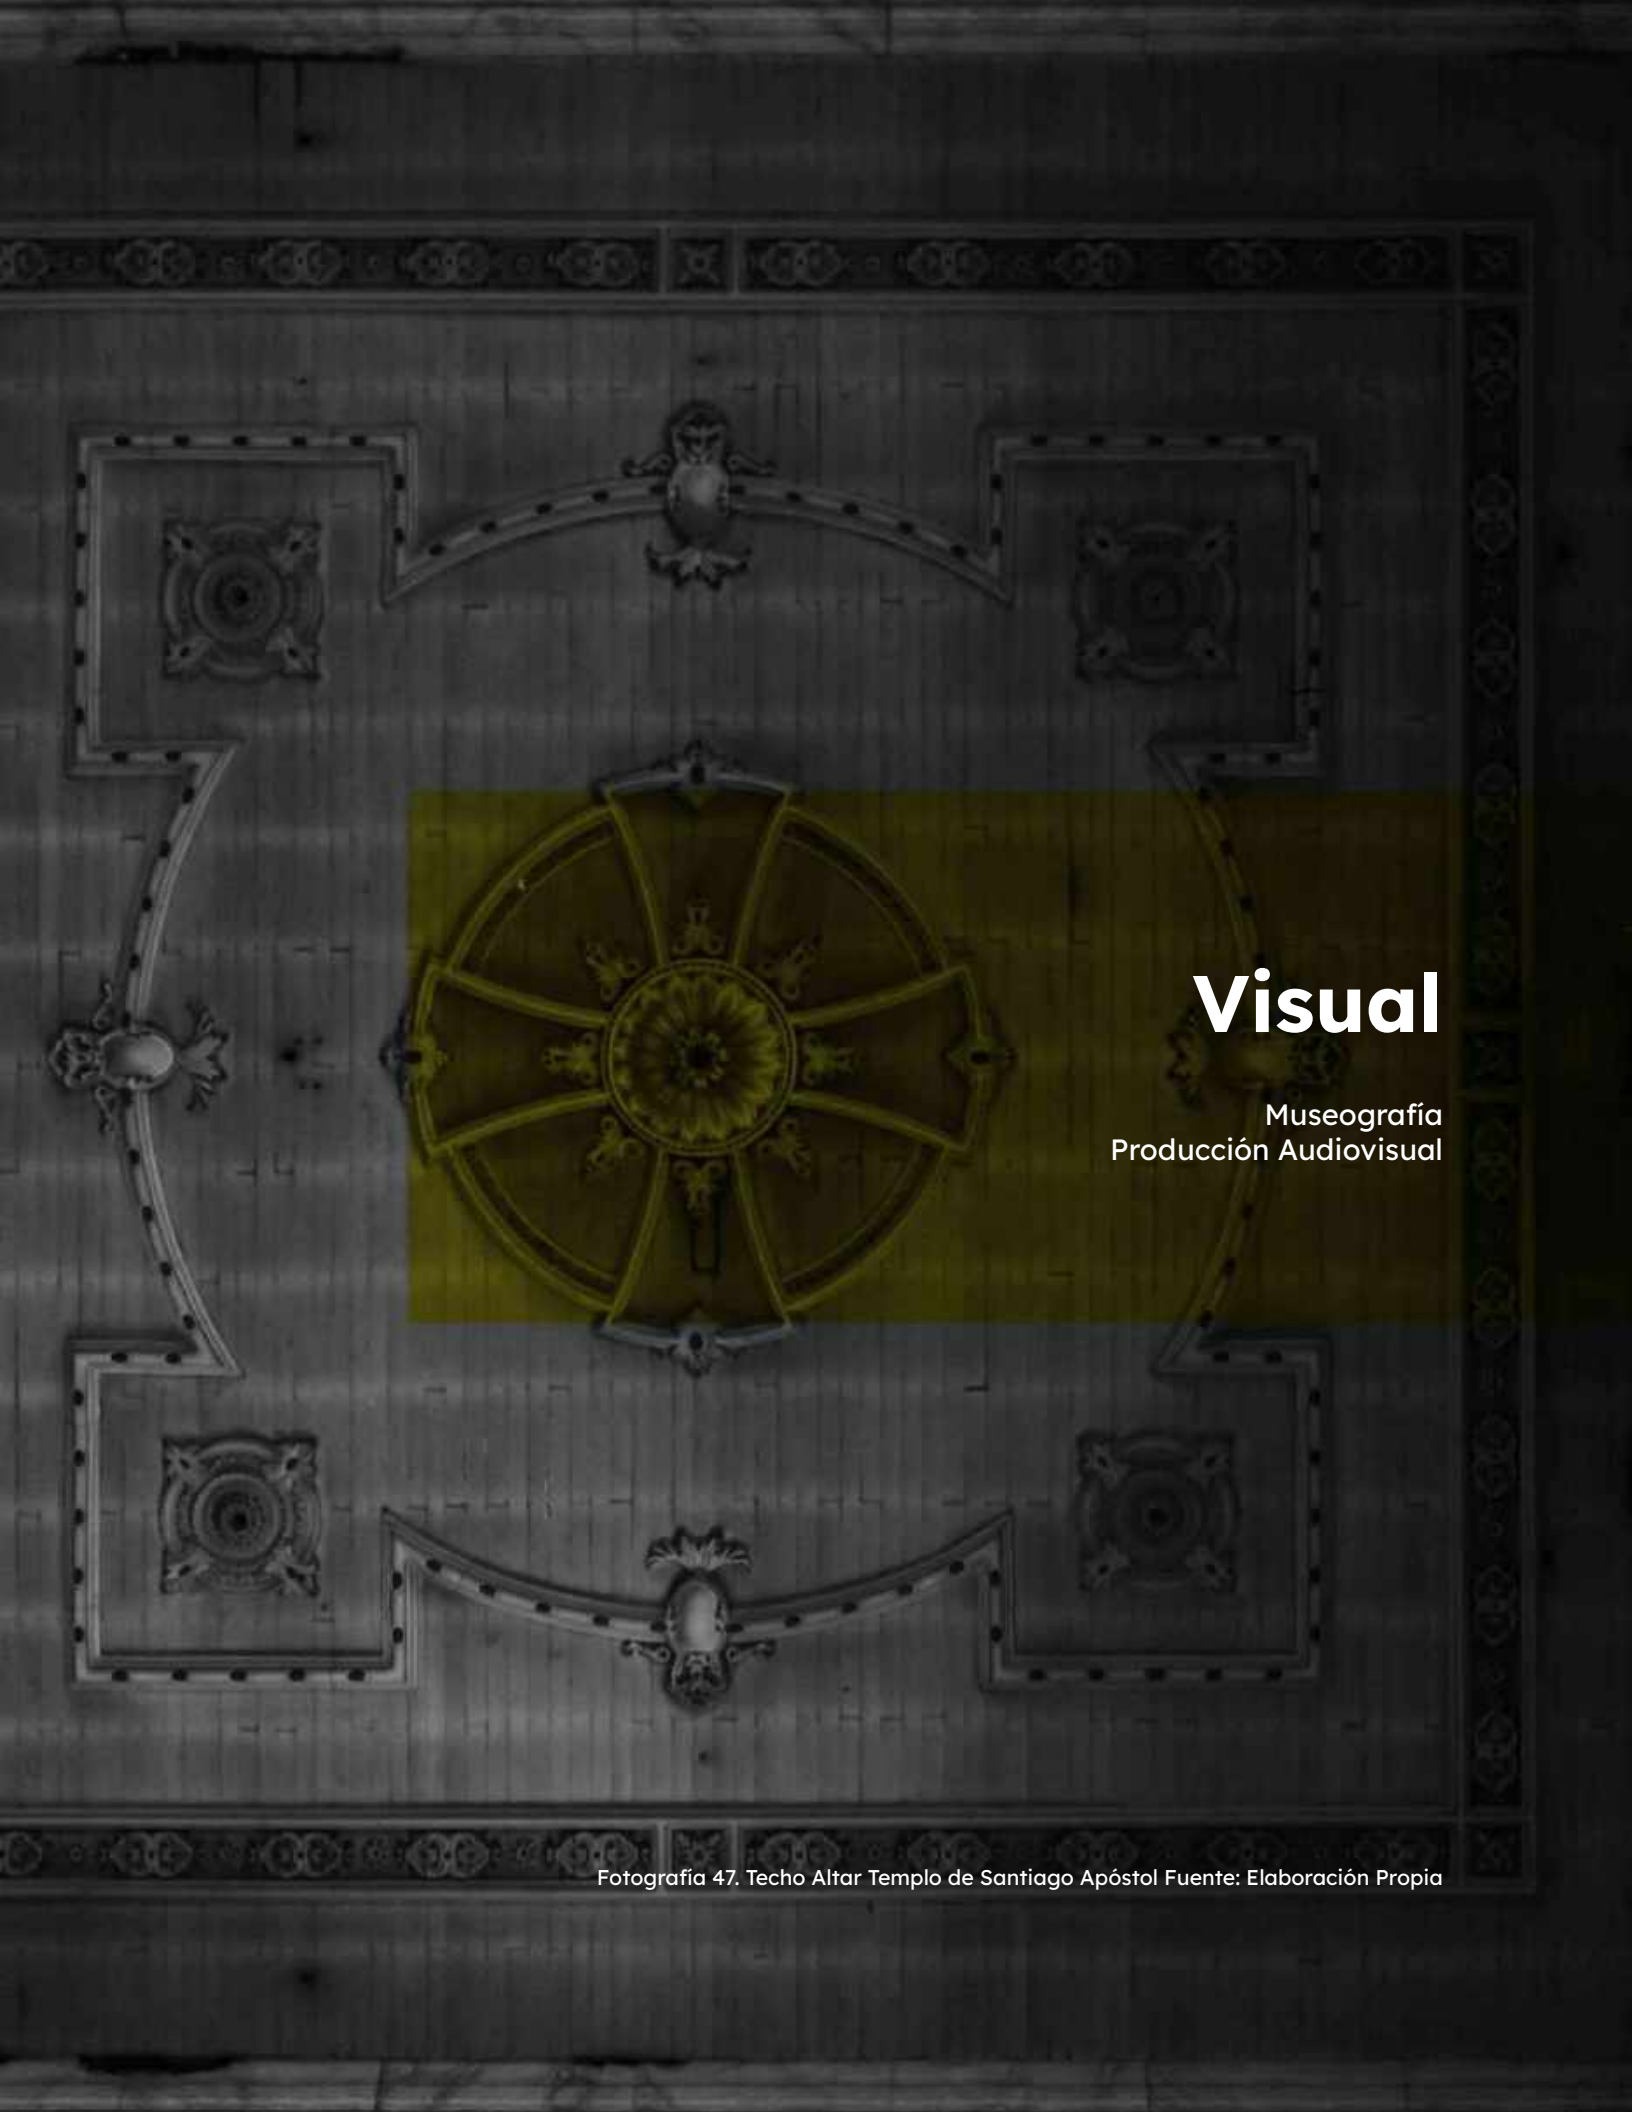 Visual
Museografía
Producción Audiovisual
Fotografía 47. Techo Altar Templo de Santiago Apóstol Fuente: Elaboración Propia